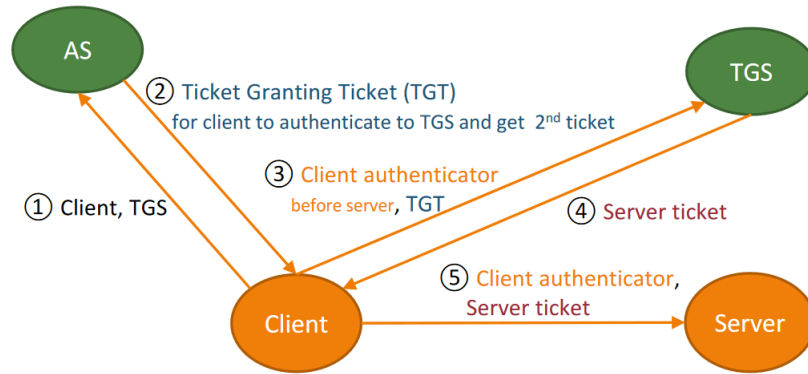 AS
TGS
② Ticket Granting Ticket (TGT)
for client to authenticate to TGS and get 2nd ticket
③ Client authenticator
before server, TGT
① Client, TGS
④ Server ticket
⑤ Client authenticator,
Server ticket
Client
Server